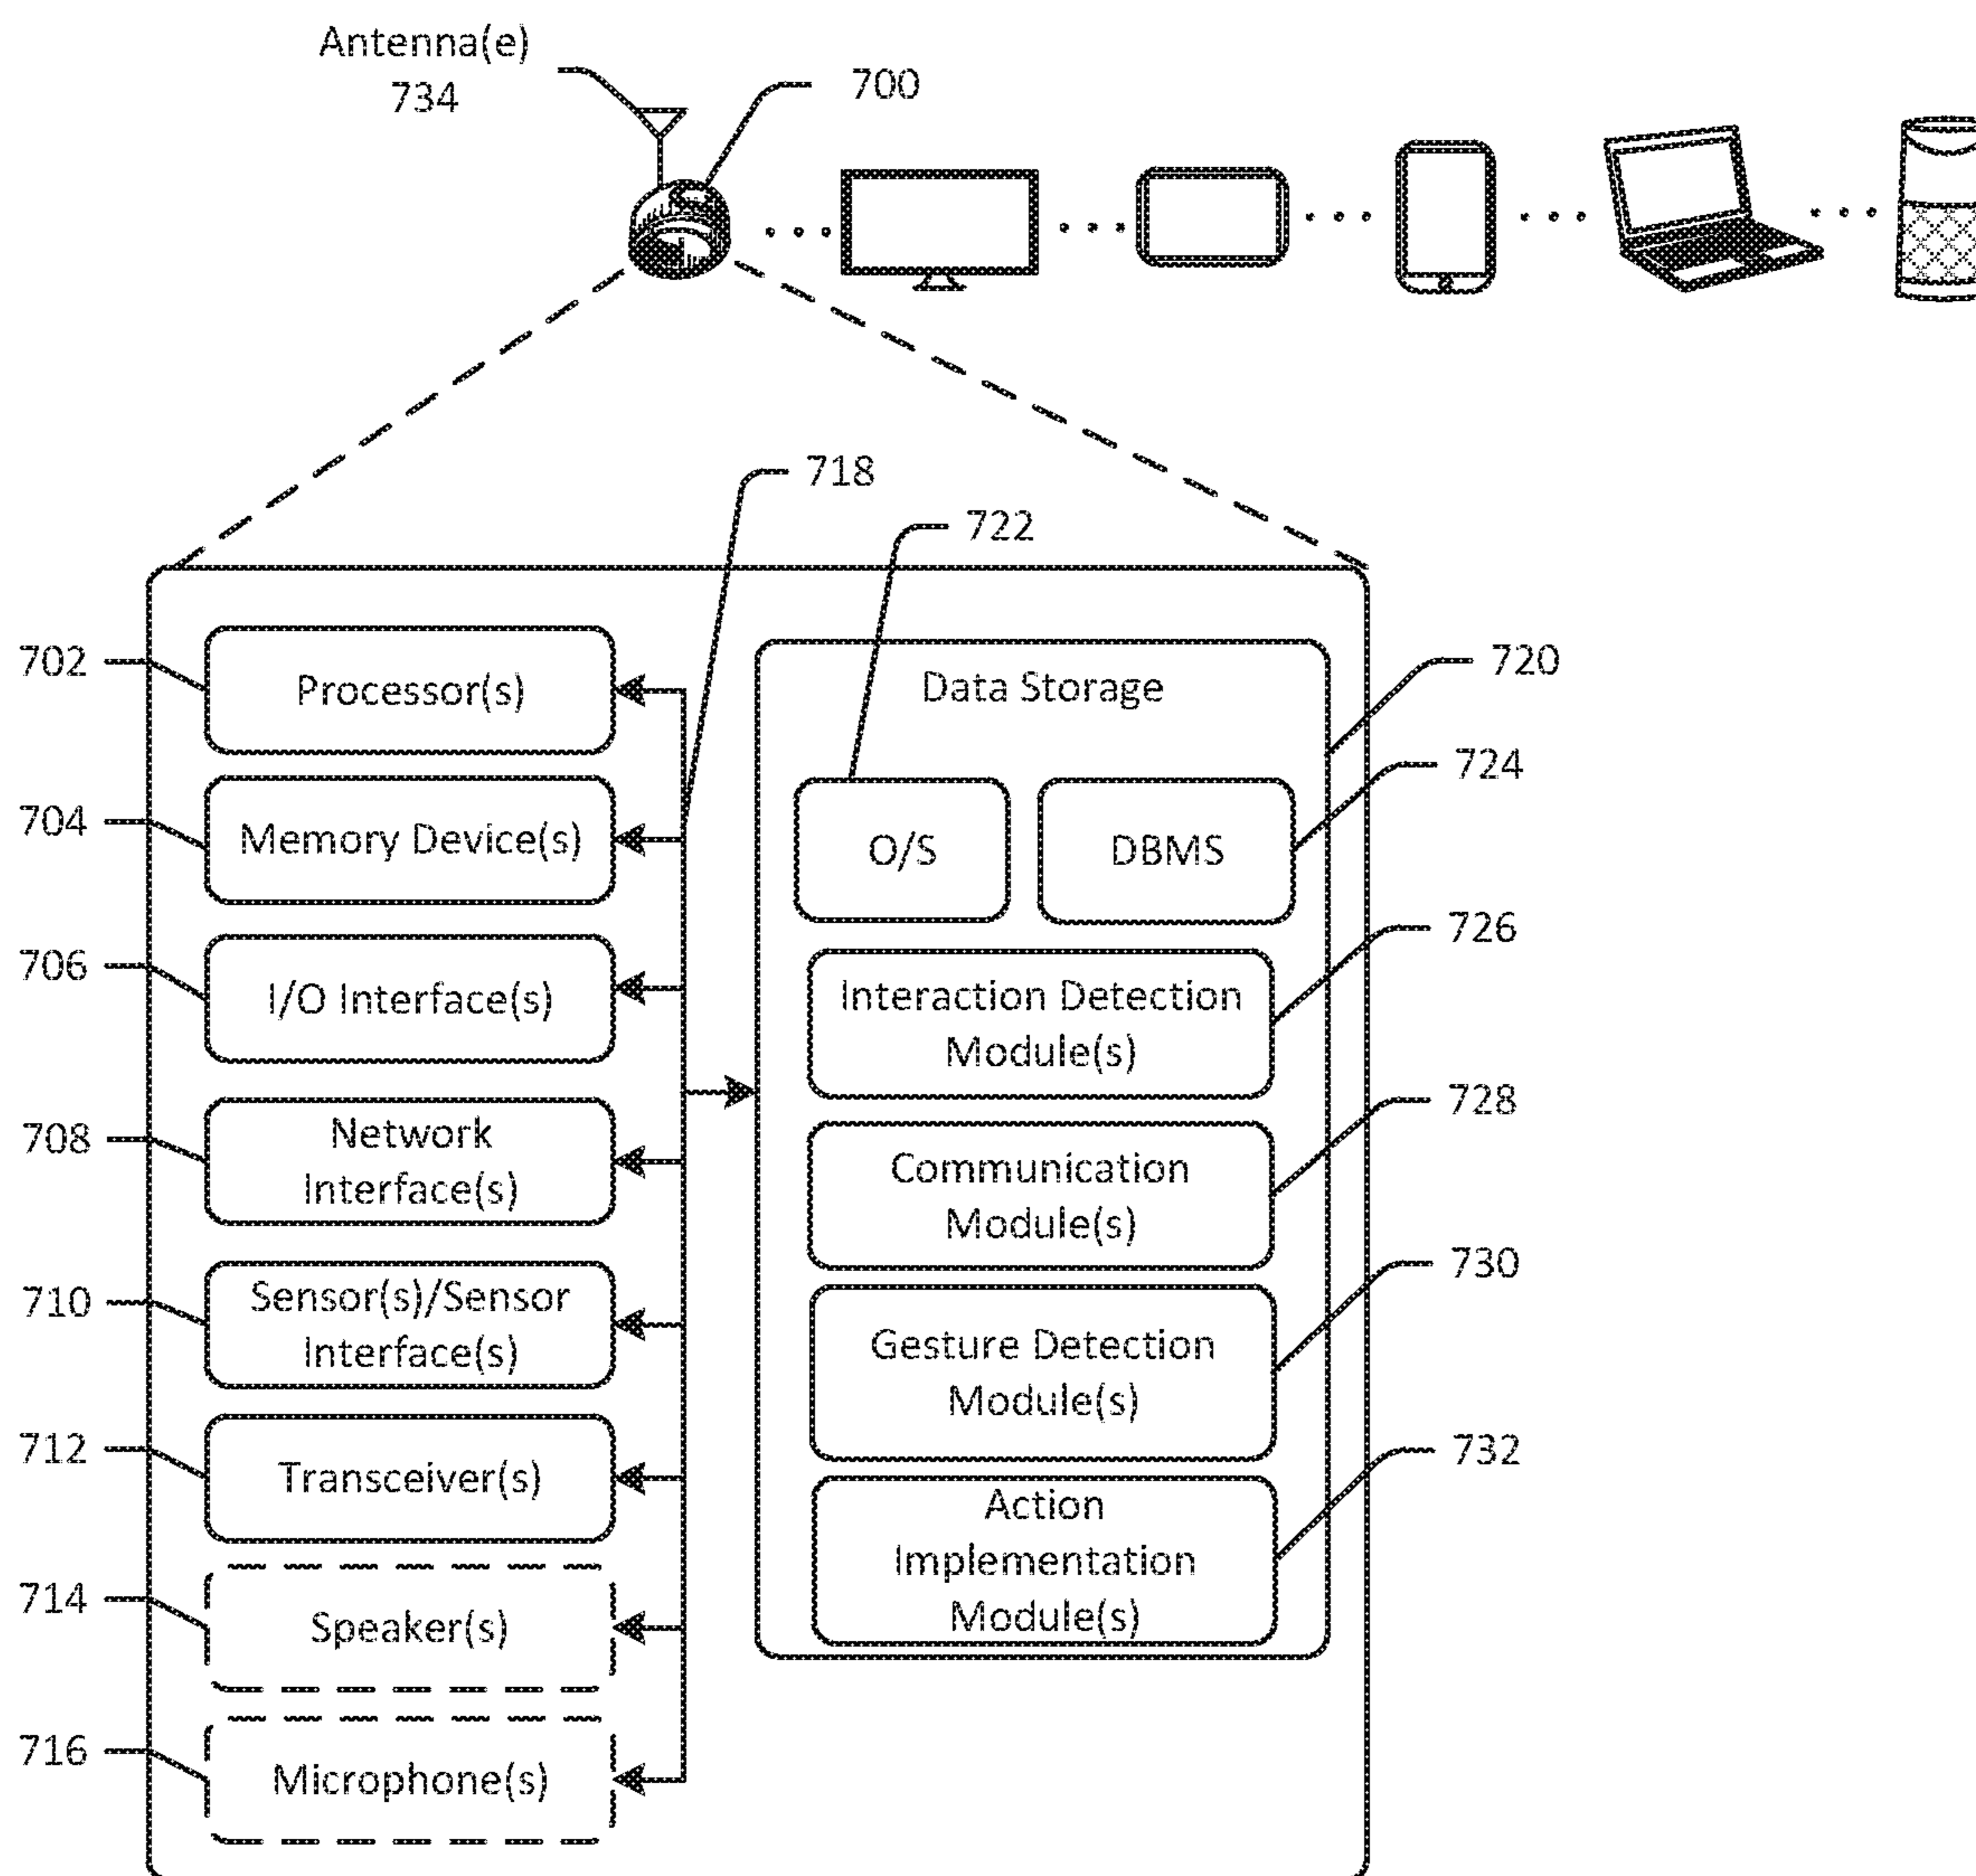 Antenna(e)
734
700
718
722
702
Processor(s)
704
Memory Device(s)
706
I/O Interface(s)
708
Network
Interface(s)
710
Sensor(s)/Sensor
Interface(s)
712
Transceiver(s)
714
Speaker(s)
716
Microphone(s)
Data Storage
720
O/S
DBMS
724
Interaction Detection
Module(s)
726
Communication
Module(s)
728
Gesture Detection
Module(s)
730
Action
Implementation
Module(s)
732